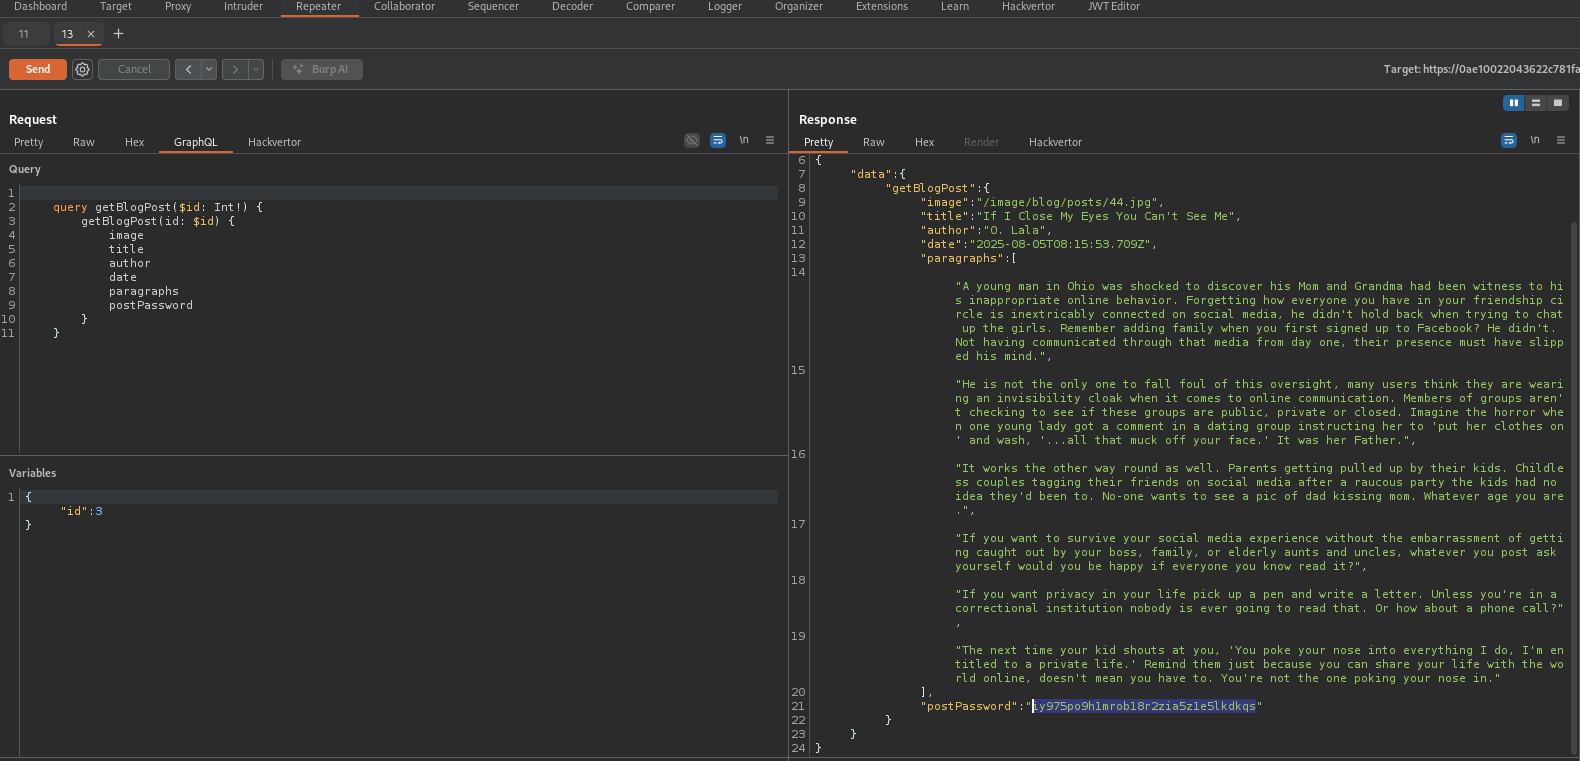 Dashboard Target Proxy Intruder Repeater Collaborator Sequencer Decoder Comparer Logger Organizer Extensions Learn Hackvertor JWT Editor
11 13 × +
Send Cancel < > Burp AI Target: https://0ae10022043622c781fa
Request
Pretty Raw Hex GraphQL Hackvertor \n
Query
1
2 query getBlogPost($id: Int!) {
3 getBlogPost(id: $id) {
4 image
5 title
6 author
7 date
8 paragraphs
9 postPassword
10 }
11 }
Variables
1 {
"id":3
}
Response
Pretty Raw Hex Render Hackvertor \n
6 {
7 "data":{
8 "getBlogPost":{
9 "image":"/image/blog/posts/44.jpg",
10 "title":"If I Close My Eyes You Can't See Me",
11 "author":"O. Lala",
12 "date":"2025-08-05T08:15:53.709Z",
13 "paragraphs":[
14
"A young man in Ohio was shocked to discover his Mom and Grandma had been witness to hi
s inappropriate online behavior. Forgetting how everyone you have in your friendship ci
rcle is inextricably connected on social media, he didn't hold back when trying to chat
up the girls. Remember adding family when you first signed up to Facebook? He didn't.
Not having communicated through that media from day one, their presence must have slipp
ed his mind.",
15
"He is not the only one to fall foul of this oversight, many users think they are weari
ng an invisibility cloak when it comes to online communication. Members of groups aren'
t checking to see if these groups are public, private or closed. Imagine the horror whe
n one young lady got a comment in a dating group instructing her to 'put her clothes on
' and wash, '...all that muck off your face.' It was her Father.",
16
"It works the other way round as well. Parents getting pulled up by their kids. Childle
ss couples tagging their friends on social media after a raucous party the kids had no
idea they'd been to. No-one wants to see a pic of dad kissing mom. Whatever age you are
.",
17
"If you want to survive your social media experience without the embarrassment of getti
ng caught out by your boss, family, or elderly aunts and uncles, whatever you post ask
yourself would you be happy if everyone you know read it?",
18
"If you want privacy in your life pick up a pen and write a letter. Unless you're in a
correctional institution nobody is ever going to read that. Or how about a phone call?"
,
19
"The next time your kid shouts at you, 'You poke your nose into everything I do, I'm en
titled to a private life.' Remind them just because you can share your life with the wo
rld online, doesn't mean you have to. You're not the one poking your nose in."
20 ],
21 "postPassword":"iy975po9h1mrob18r2zia5z1e5lkdkqs"
22 }
23 }
24 }